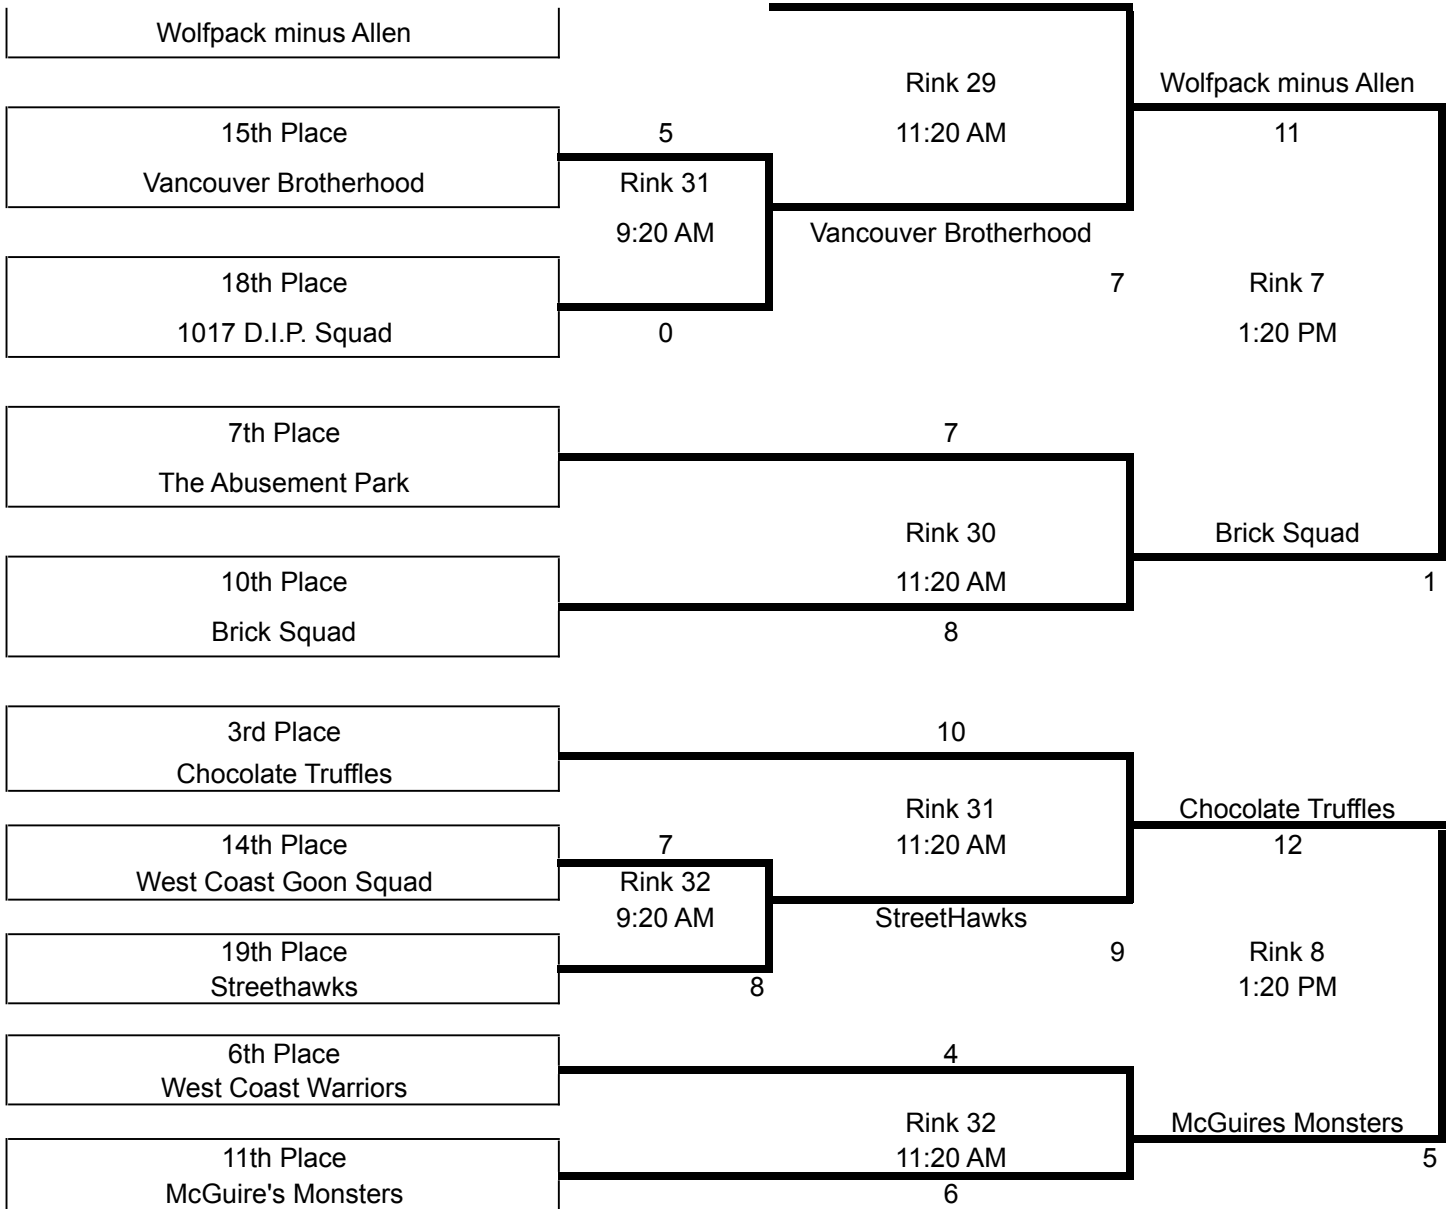 Wolfpack minus Allen
Rink 29
Wolfpack minus Allen
15th Place
5
11:20 AM
11
Vancouver Brotherhood
Rink 31
9:20 AM
Vancouver Brotherhood
18th Place
7
Rink 7
1017 D.I.P. Squad
0
1:20 PM
7th Place
7
The Abusement Park
Rink 30
Brick Squad
10th Place
11:20 AM
1
Brick Squad
8
3rd Place
10
Chocolate Truffles
Rink 31
Chocolate Truffles
14th Place
7
11:20 AM
12
West Coast Goon Squad
Rink 32
9:20 AM
StreetHawks
19th Place
9
Rink 8
Streethawks
8
1:20 PM
6th Place
4
West Coast Warriors
Rink 32
McGuires Monsters
11th Place
11:20 AM
5
McGuire's Monsters
6